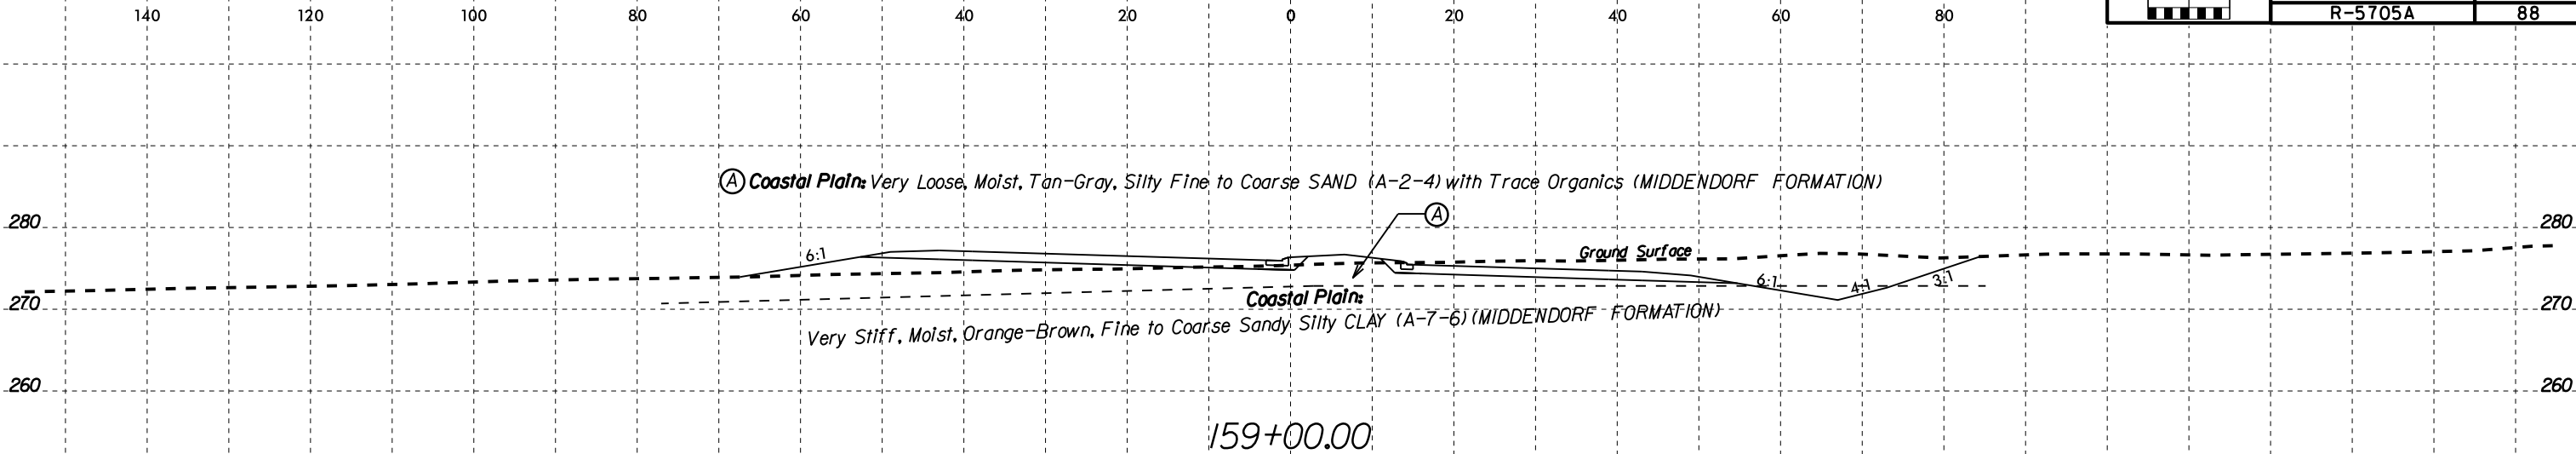 140 120 100 80 60 40 20 0 20 40 60 80
R-5705A 88
Ⓐ Coastal Plain: Very Loose, Moist, Tan-Gray, Silty Fine to Coarse SAND (A-2-4) with Trace Organics (MIDDENDORF FORMATION)
280 Ⓐ 280
6:1 Ground Surface
6:1 4:1 3:1
270 Coastal Plain: 270
Very Stiff, Moist, Orange-Brown, Fine to Coarse Sandy Silty CLAY (A-7-6) (MIDDENDORF FORMATION)
260 260
159+00.00